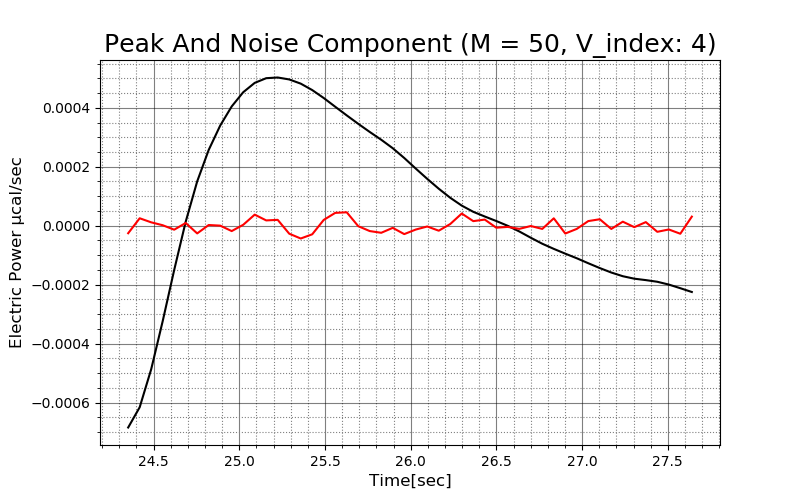 Peak And Noise Component (M = 50, V_index: 4)
Electric Power μcal/sec
0.0004
0.0002
0.0000
−0.0002
−0.0004
−0.0006
24.5 25.0 25.5 26.0 26.5 27.0 27.5
Time[sec]